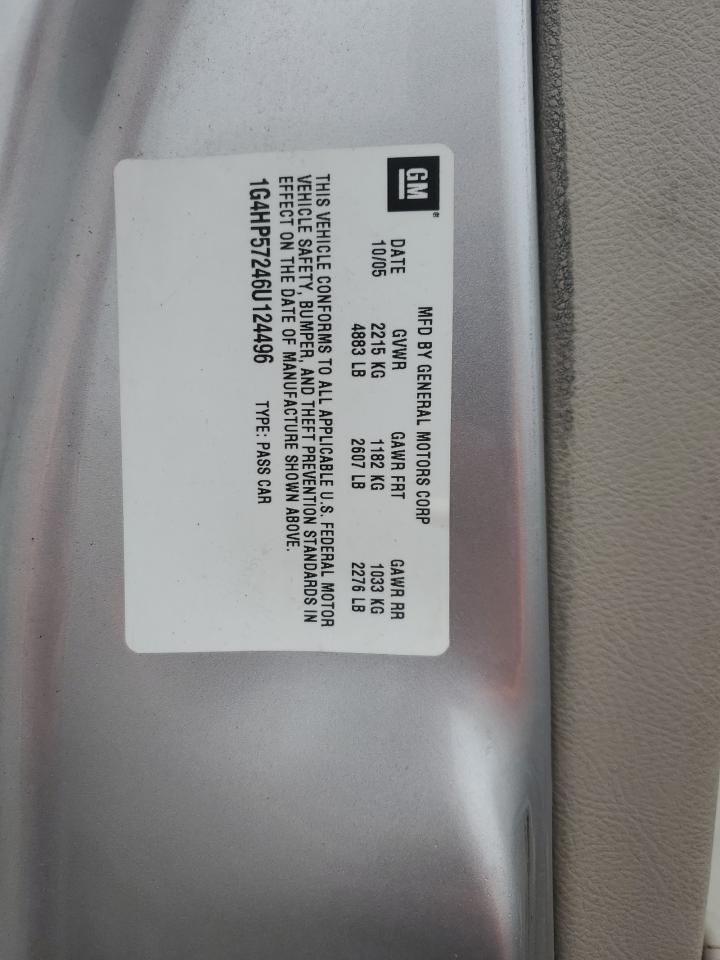 GM®
MFD BY GENERAL MOTORS CORP
DATE GVWR GAWR FRT GAWR RR
10/05 2215 KG 1182 KG 1033 KG
4883 LB 2607 LB 2276 LB
THIS VEHICLE CONFORMS TO ALL APPLICABLE U.S. FEDERAL MOTOR
VEHICLE SAFETY, BUMPER, AND THEFT PREVENTION STANDARDS IN
EFFECT ON THE DATE OF MANUFACTURE SHOWN ABOVE.
1G4HP57246U124496 TYPE: PASS CAR